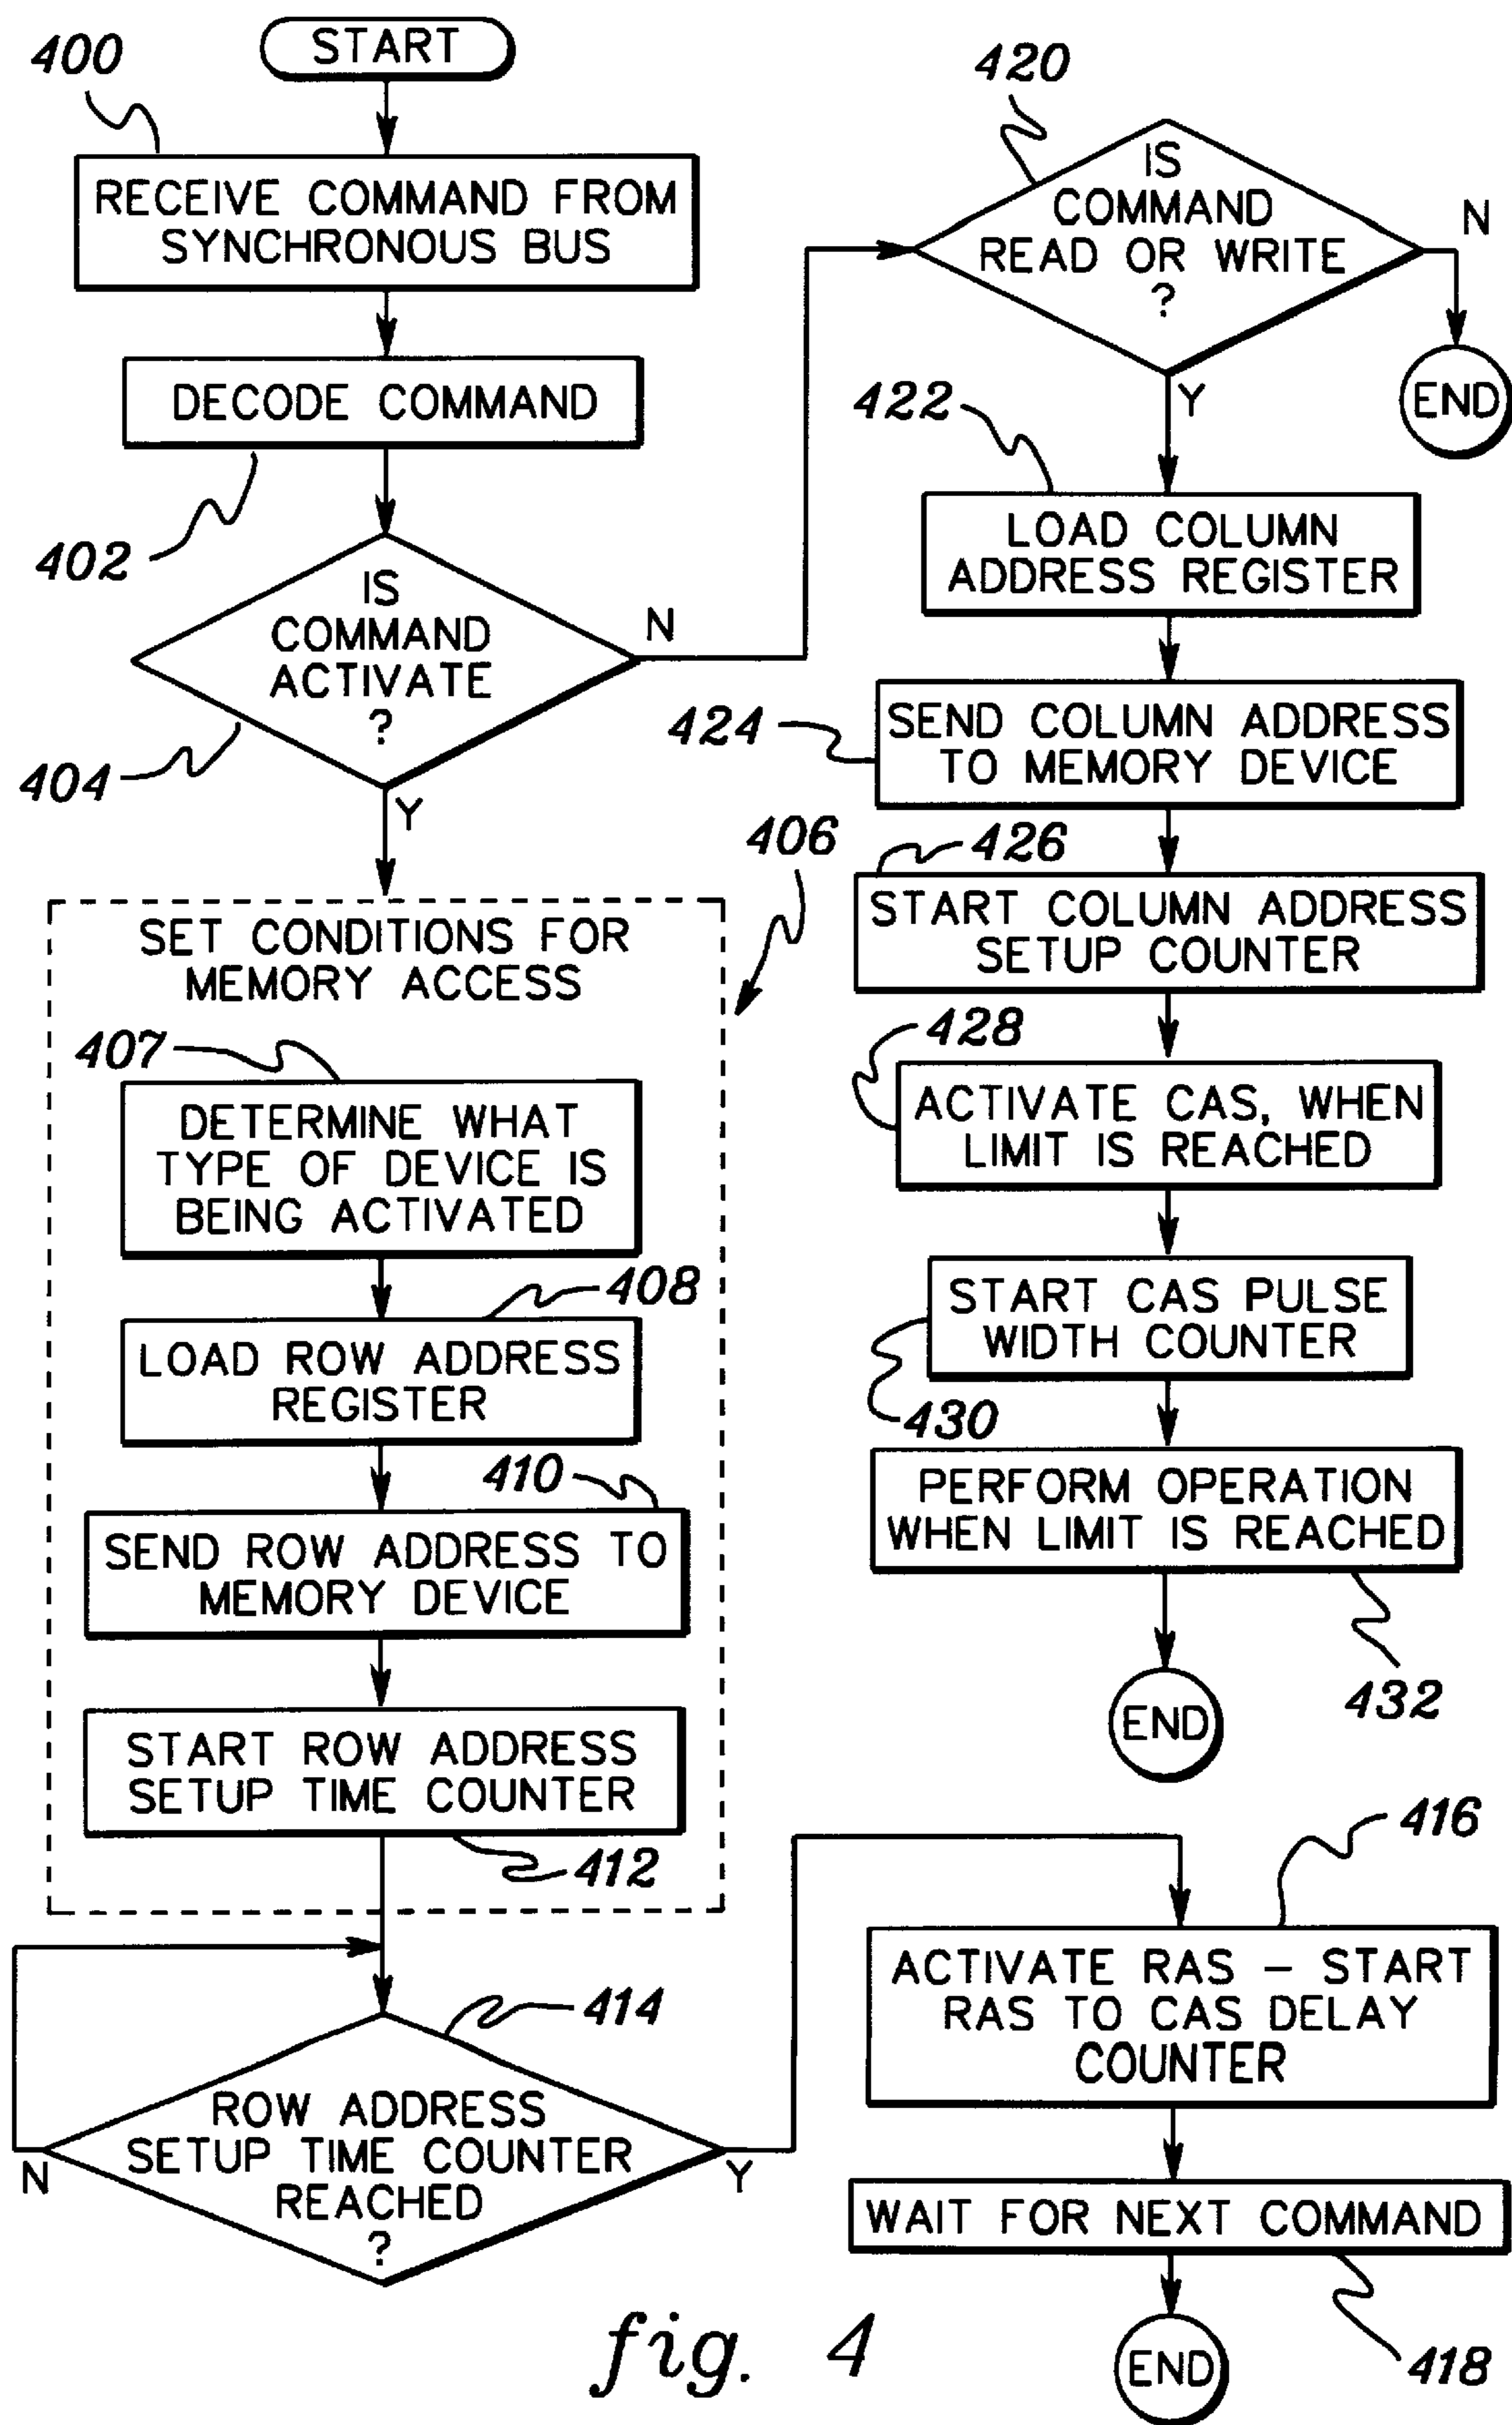 START
400
RECEIVE COMMAND FROM
SYNCHRONOUS BUS
DECODE COMMAND
402
IS
COMMAND
ACTIVATE
?
N
404
Y
406
SET CONDITIONS FOR
MEMORY ACCESS
407
DETERMINE WHAT
TYPE OF DEVICE IS
BEING ACTIVATED
408
LOAD ROW ADDRESS
REGISTER
410
SEND ROW ADDRESS TO
MEMORY DEVICE
START ROW ADDRESS
SETUP TIME COUNTER
412
414
ROW ADDRESS
SETUP TIME COUNTER
REACHED
?
N
Y
420
IS
COMMAND
READ OR WRITE
?
N
END
Y
422
LOAD COLUMN
ADDRESS REGISTER
424
SEND COLUMN ADDRESS
TO MEMORY DEVICE
426
START COLUMN ADDRESS
SETUP COUNTER
428
ACTIVATE CAS, WHEN
LIMIT IS REACHED
START CAS PULSE
WIDTH COUNTER
430
PERFORM OPERATION
WHEN LIMIT IS REACHED
432
END
416
ACTIVATE RAS – START
RAS TO CAS DELAY
COUNTER
WAIT FOR NEXT COMMAND
418
END
fig. 4